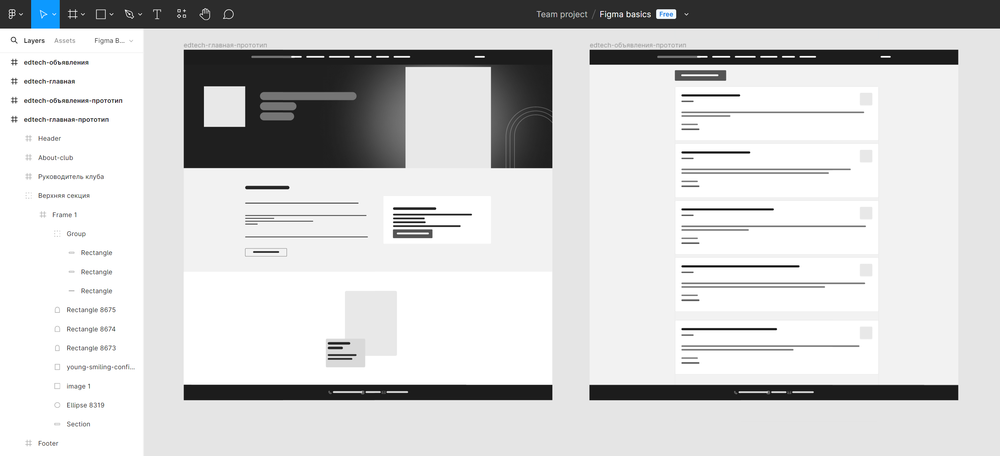 Team project / Figma basics Free
Layers Assets Figma B...
edtech-объявления
edtech-главная
edtech-объявления-прототип
edtech-главная-прототип
Header
About-club
Руководитель клуба
Верхняя секция
Frame 1
Group
Rectangle
Rectangle
Rectangle
Rectangle 8675
Rectangle 8674
Rectangle 8673
young-smiling-confi...
image 1
Ellipse 8319
Section
Footer
edtech-главная-прототип
edtech-объявления-прототип